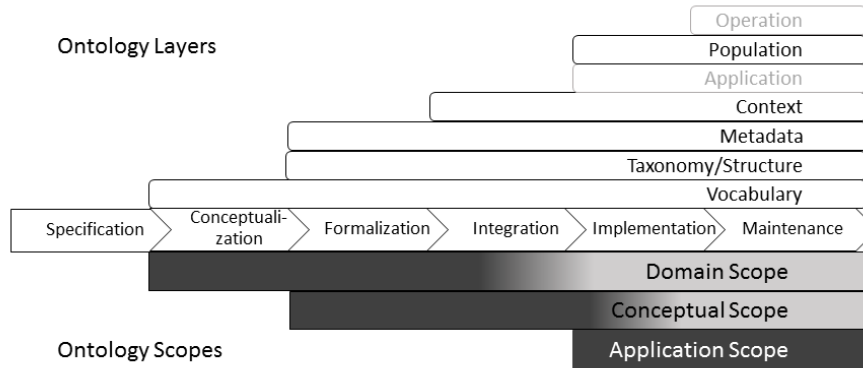 Operation
Ontology Layers
Population
Application
Context
Metadata
Taxonomy/Structure
Vocabulary
Specification
Conceptuali-
zation
Formalization
Integration
Implementation
Maintenance
Domain Scope
Conceptual Scope
Ontology Scopes
Application Scope